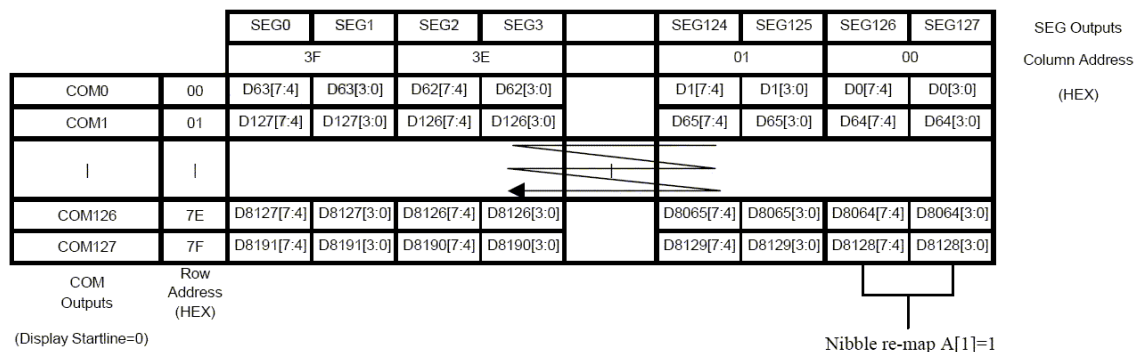 SEG0 SEG1 SEG2 SEG3 SEG124 SEG125 SEG126 SEG127 SEG Outputs
3F 3E 01 00 Column Address
(HEX)
COM0 00 D63[7:4] D63[3:0] D62[7:4] D62[3:0] D1[7:4] D1[3:0] D0[7:4] D0[3:0]
COM1 01 D127[7:4] D127[3:0] D126[7:4] D126[3:0] D65[7:4] D65[3:0] D64[7:4] D64[3:0]
| | |
COM126 7E D8127[7:4] D8127[3:0] D8126[7:4] D8126[3:0] D8065[7:4] D8065[3:0] D8064[7:4] D8064[3:0]
COM127 7F D8191[7:4] D8191[3:0] D8190[7:4] D8190[3:0] D8129[7:4] D8129[3:0] D8128[7:4] D8128[3:0]
COM
Outputs
Row
Address
(HEX)
(Display Startline=0)
Nibble re-map A[1]=1